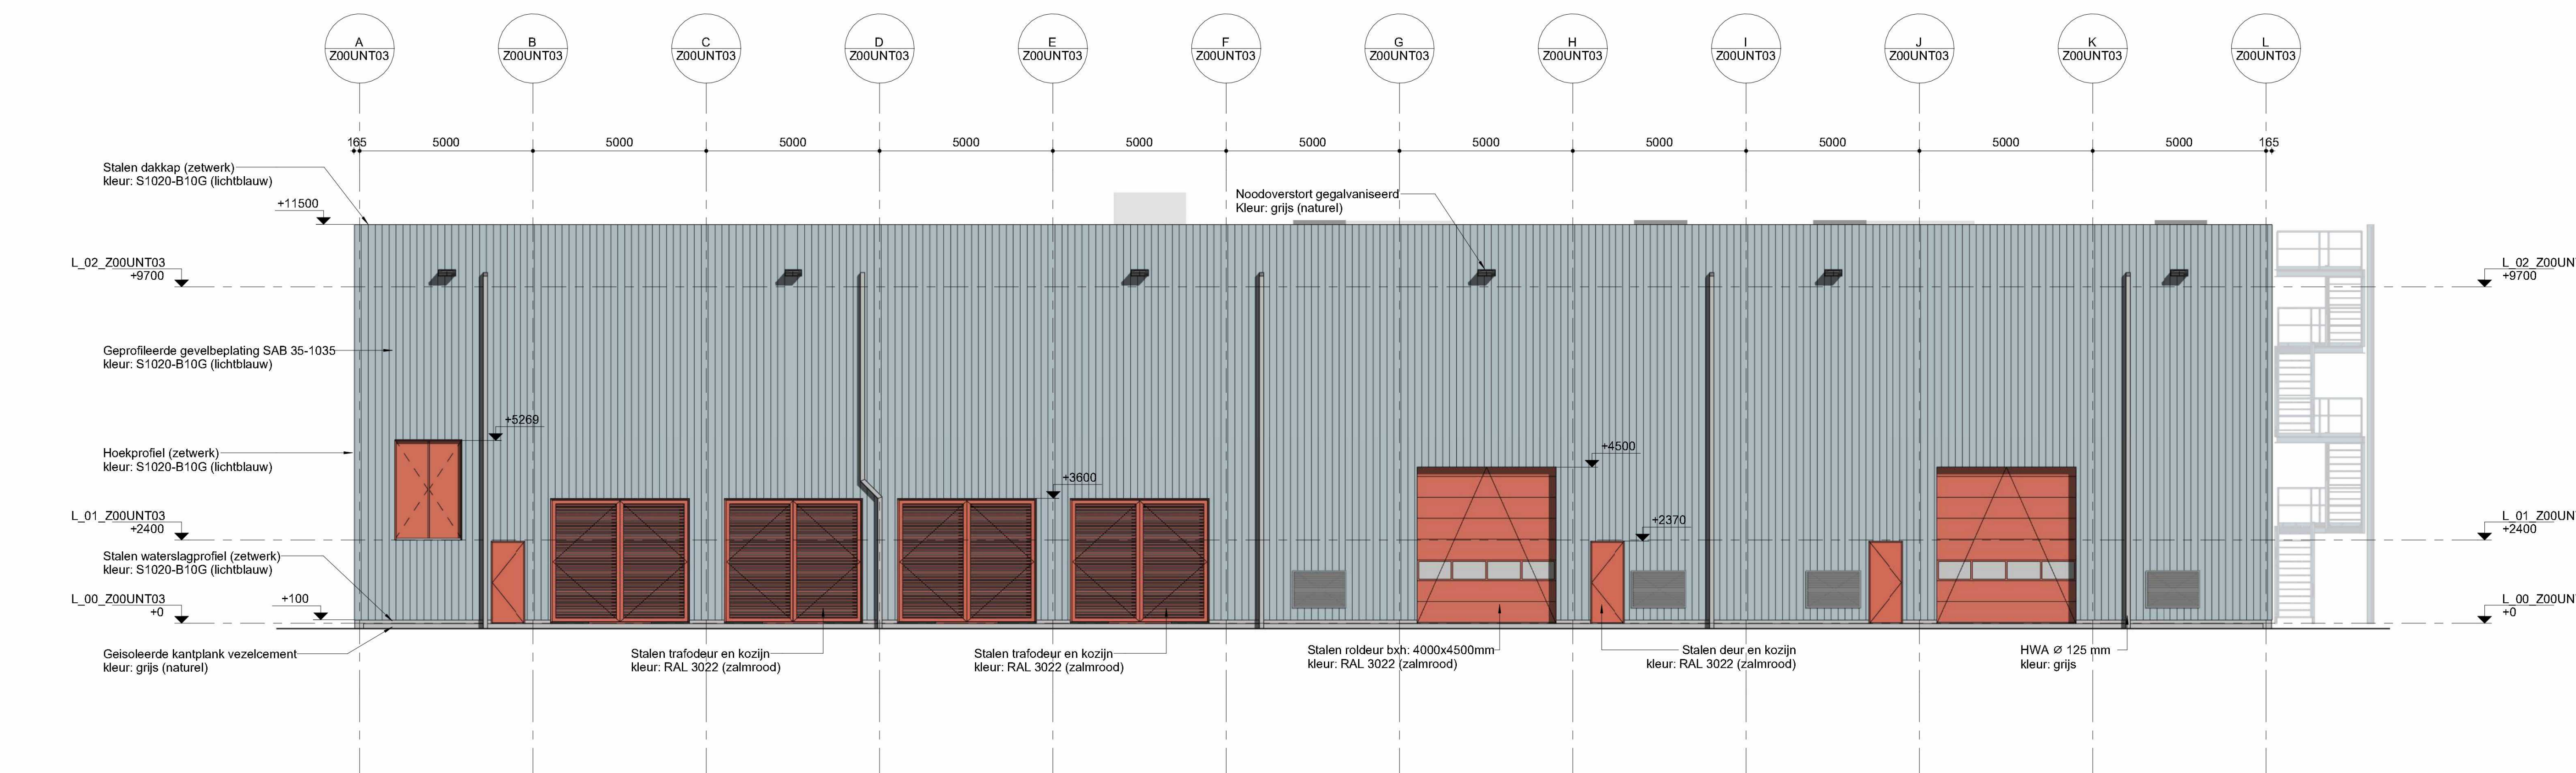 A B C D E F G H I J K L
Z00UNT03 Z00UNT03 Z00UNT03 Z00UNT03 Z00UNT03 Z00UNT03 Z00UNT03 Z00UNT03 Z00UNT03 Z00UNT03 Z00UNT03 Z00UNT03
165 5000 5000 5000 5000 5000 5000 5000 5000 5000 5000 5000 165
Stalen dakkap (zetwerk)
kleur: S1020-B10G (lichtblauw)
+11500
Noodoverstort gegalvaniseerd
Kleur: grijs (naturel)
L_02_Z00UNT03
+9700
L_02_Z00UN
+9700
Geprofileerde gevelbeplating SAB 35-1035
kleur: S1020-B10G (lichtblauw)
+5269
Hoekprofiel (zetwerk)
kleur: S1020-B10G (lichtblauw)
+4500
+3600
L_01_Z00UNT03
+2400
+2370
L_01_Z00UN
+2400
Stalen waterslagprofiel (zetwerk)
kleur: S1020-B10G (lichtblauw)
L_00_Z00UNT03
+0
+100
L_00_Z00UN
+0
Geisoleerde kantplank vezelcement
kleur: grijs (naturel)
Stalen trafodeur en kozijn
kleur: RAL 3022 (zalmrood)
Stalen trafodeur en kozijn
kleur: RAL 3022 (zalmrood)
Stalen roldeur bxh: 4000x4500mm
kleur: RAL 3022 (zalmrood)
Stalen deur en kozijn
kleur: RAL 3022 (zalmrood)
HWA Ø 125 mm
kleur: grijs